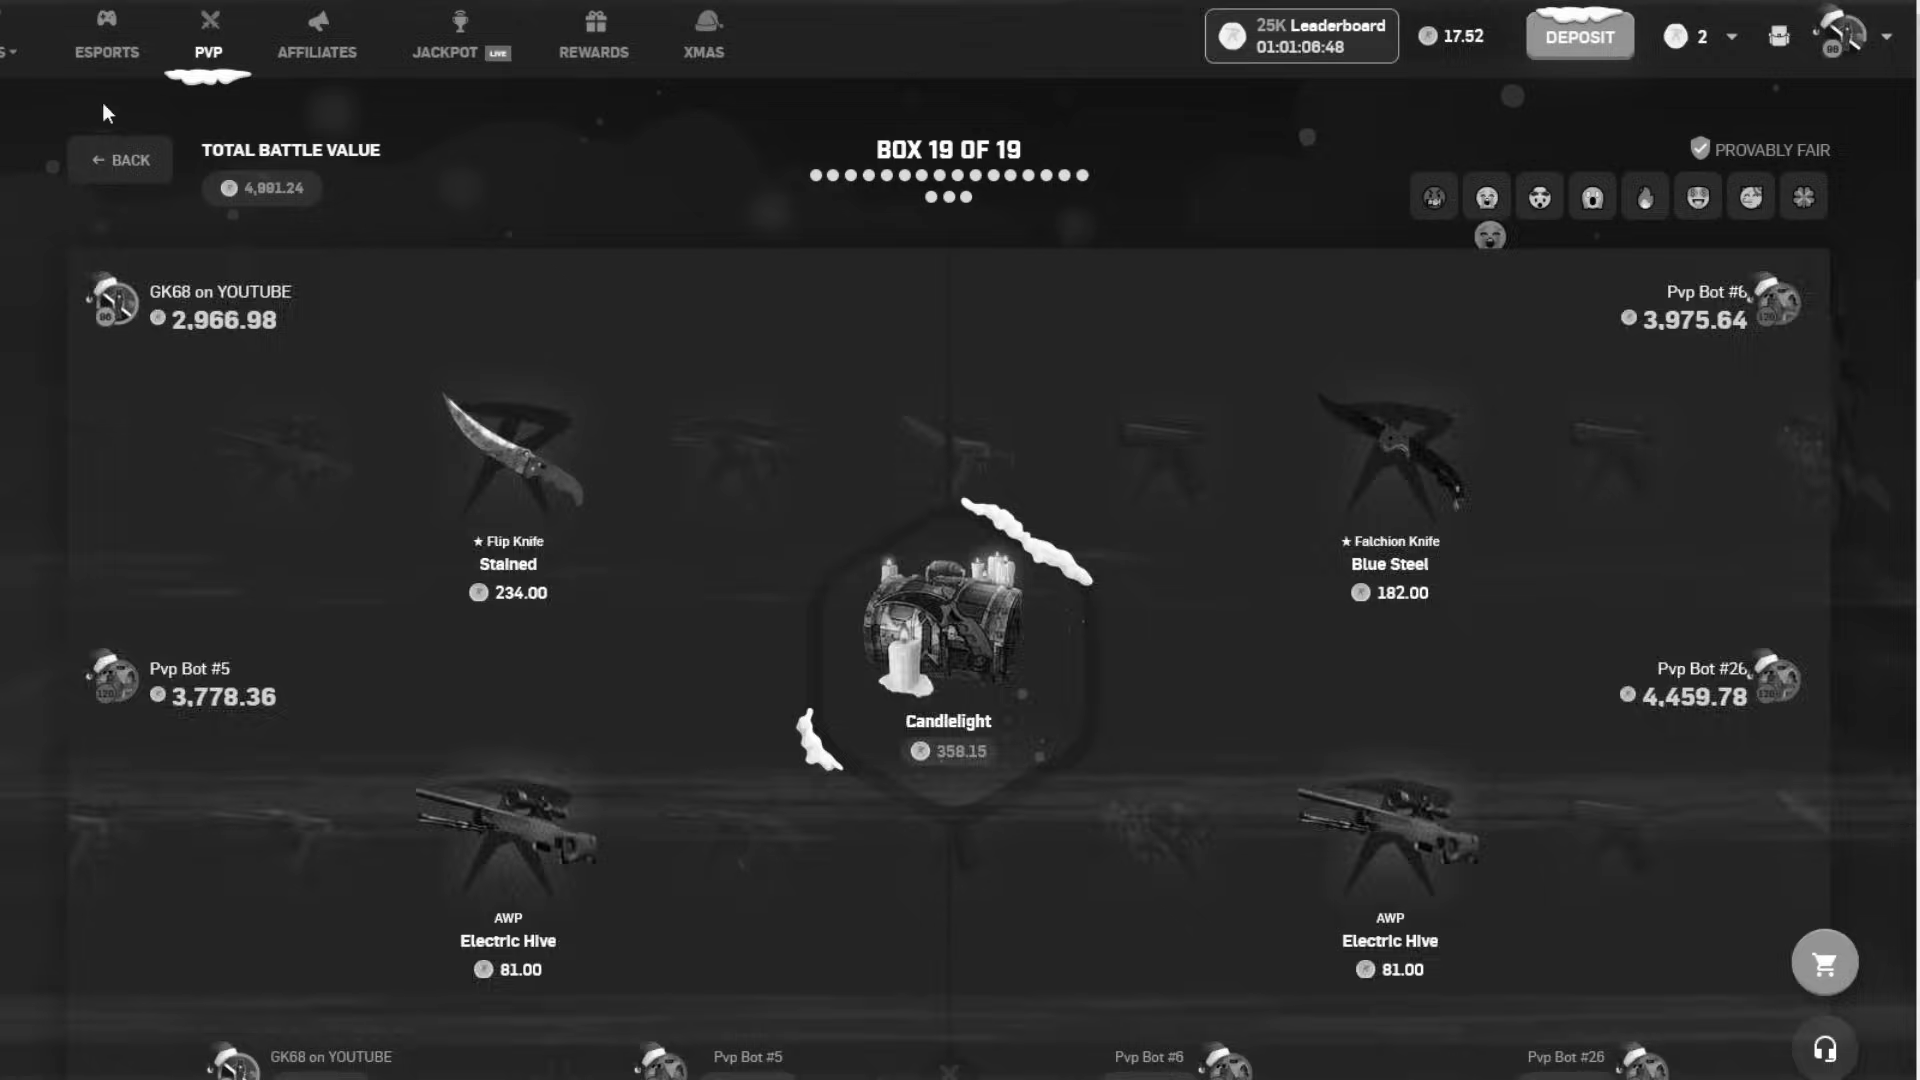 ESPORTS
PVP
AFFILIATES
JACKPOT LIVE
REWARDS
XMAS
25K Leaderboard
01:01:06:48
17.52
DEPOSIT
2
98
← BACK
TOTAL BATTLE VALUE
4,991.24
BOX 19 OF 19
PROVABLY FAIR
GK68 on YOUTUBE
2,966.98
Pvp Bot #6
3,975.64
★ Flip Knife
Stained
234.00
★ Falchion Knife
Blue Steel
182.00
Pvp Bot #5
3,778.36
120
Pvp Bot #26
4,459.78
120
Candlelight
358.15
AWP
Electric Hive
81.00
AWP
Electric Hive
81.00
GK68 on YOUTUBE
Pvp Bot #5
Pvp Bot #6
Pvp Bot #26